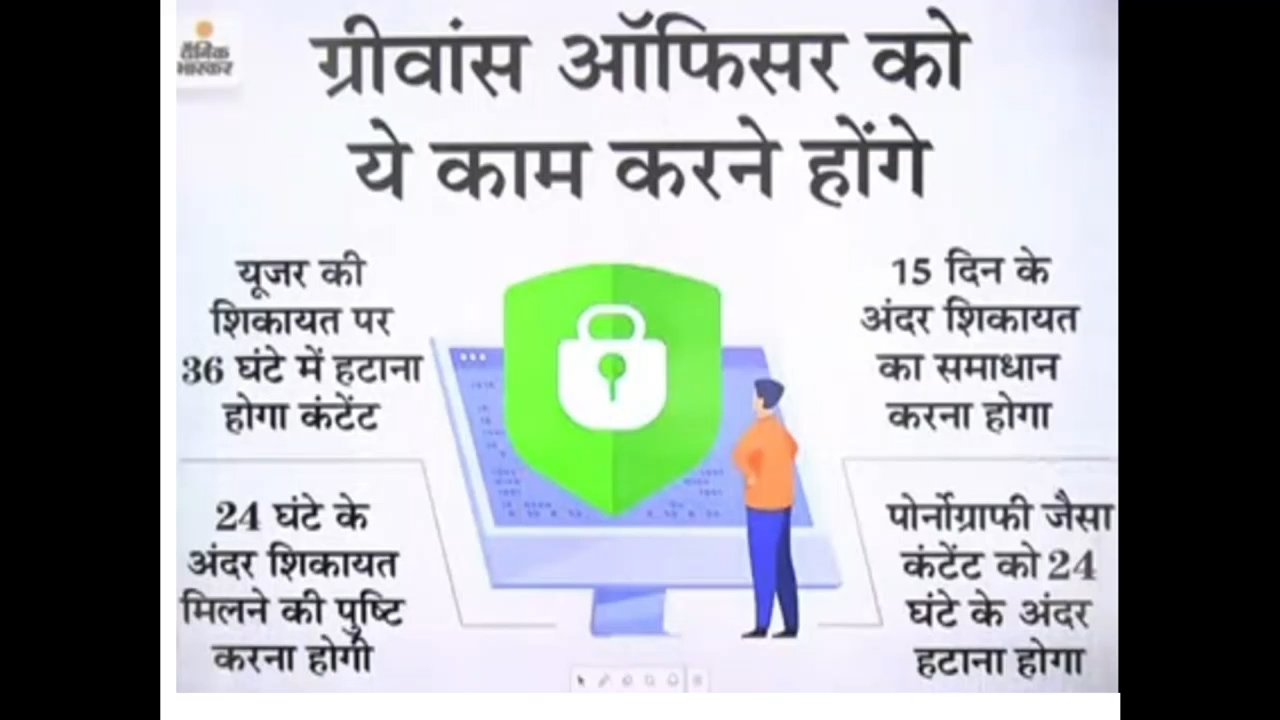 दैनिक
भास्कर
ग्रीवांस ऑफिसर को
ये काम करने होंगे
यूजर की
शिकायत पर
36 घंटे में हटाना
होगा कंटेंट
15 दिन के
अंदर शिकायत
का समाधान
करना होगा
24 घंटे के
अंदर शिकायत
मिलने की पुष्टि
करना होगी
पोर्नोग्राफी जैसा
कंटेंट को 24
घंटे के अंदर
हटाना होगा